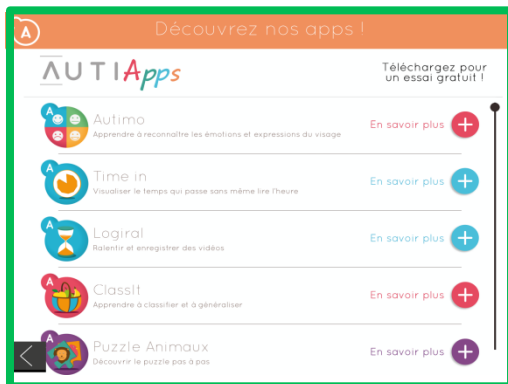 A
Découvrez nos apps !
AUTIApps
Téléchargez pour
un essai gratuit !
A
Autimo
Apprendre à reconnaître les émotions et expressions du visage
En savoir plus
A
Time in
Visualiser le temps qui passe sans même lire l'heure
En savoir plus
A
Logiral
Ralentir et enregistrer des vidéos
En savoir plus
A
ClassIt
Apprendre à classifier et à généraliser
En savoir plus
A
Puzzle Animaux
Découvrir le puzzle pas à pas
En savoir plus